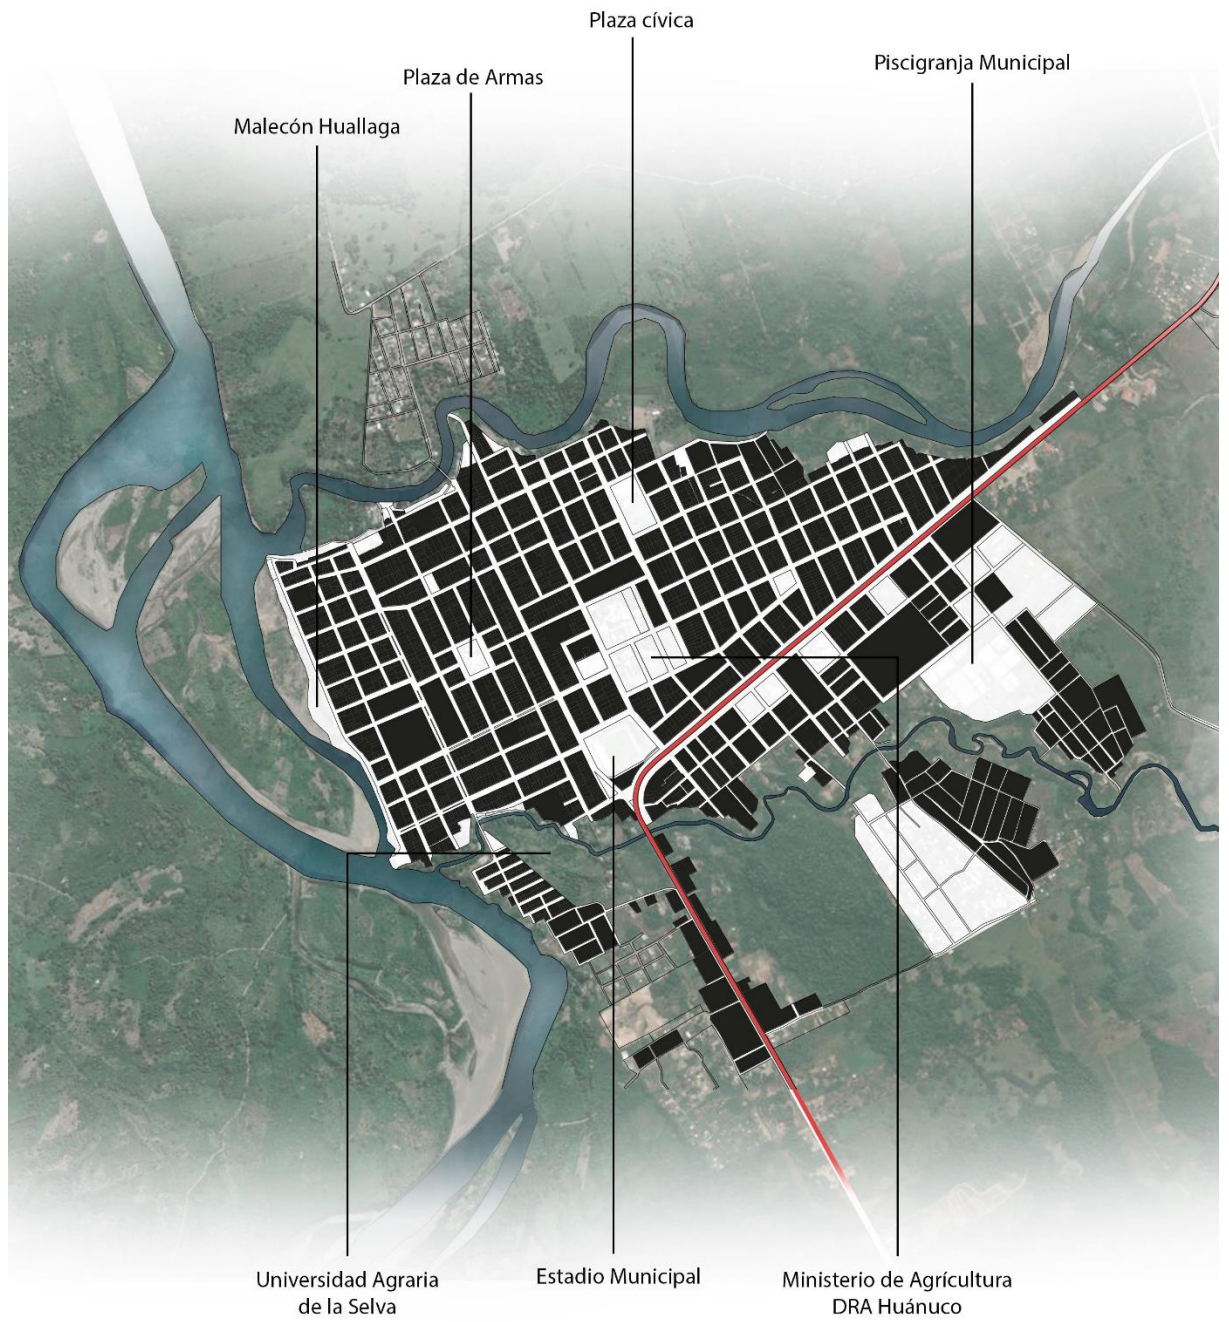 Plaza cívica
Plaza de Armas
Piscigranja Municipal
Malecón Huallaga
Universidad Agraria
de la Selva
Estadio Municipal
Ministerio de Agrícultura
DRA Huánuco